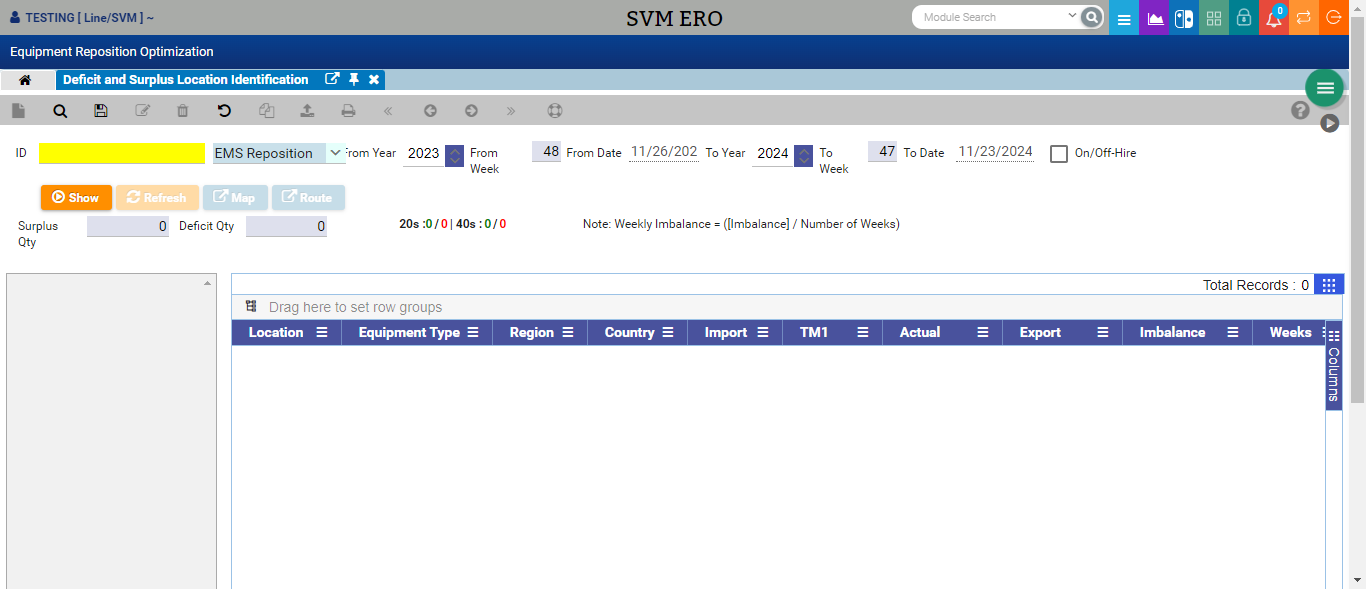 TESTING [ Line/SVM ] ~
SVM ERO
Module Search
0
Equipment Reposition Optimization
Deficit and Surplus Location Identification
ID
EMS Reposition
From Year
2023
From Week
48
From Date
11/26/202
To Year
2024
To Week
47
To Date
11/23/2024
On/Off-Hire
Show
Refresh
Map
Route
Surplus Qty
0
Deficit Qty
0
20s :0 / 0 | 40s : 0 / 0
Note: Weekly Imbalance = ([Imbalance] / Number of Weeks)
Total Records : 0
Drag here to set row groups
Location
Equipment Type
Region
Country
Import
TM1
Actual
Export
Imbalance
Weeks
Columns